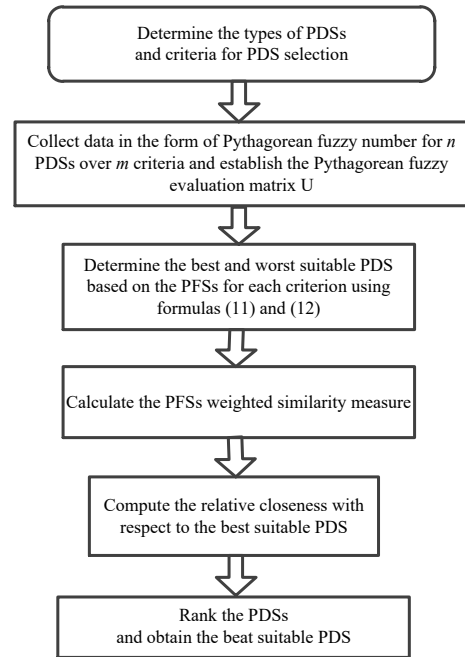 Determine the types of PDSs
and criteria for PDS selection
Collect data in the form of Pythagorean fuzzy number for n
PDSs over m criteria and establish the Pythagorean fuzzy
evaluation matrix U
Determine the best and worst suitable PDS
based on the PFSs for each criterion using
formulas (11) and (12)
Calculate the PFSs weighted similarity measure
Compute the relative closeness with
respect to the best suitable PDS
Rank the PDSs
and obtain the beat suitable PDS